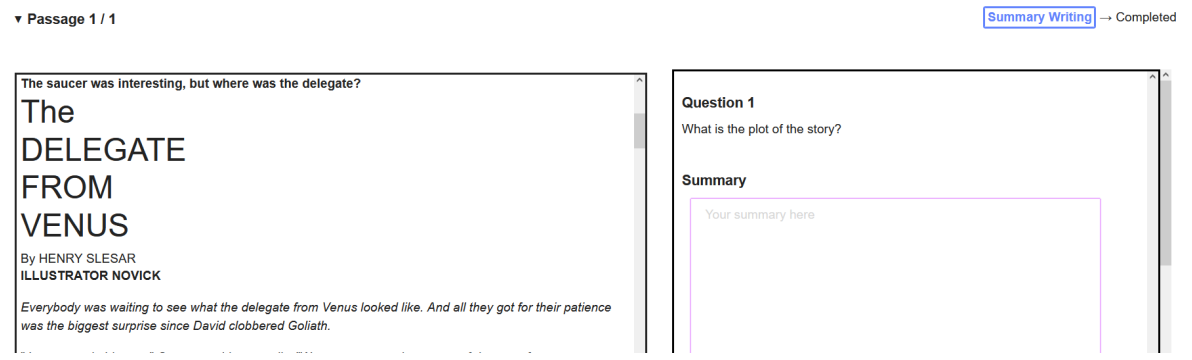 ▼ Passage 1 / 1
Summary Writing → Completed
The saucer was interesting, but where was the delegate?
The
DELEGATE
FROM
VENUS
By HENRY SLESAR
ILLUSTRATOR NOVICK
Everybody was waiting to see what the delegate from Venus looked like. And all they got for their patience
was the biggest surprise since David clobbered Goliath.
Question 1
What is the plot of the story?
Summary
Your summary here